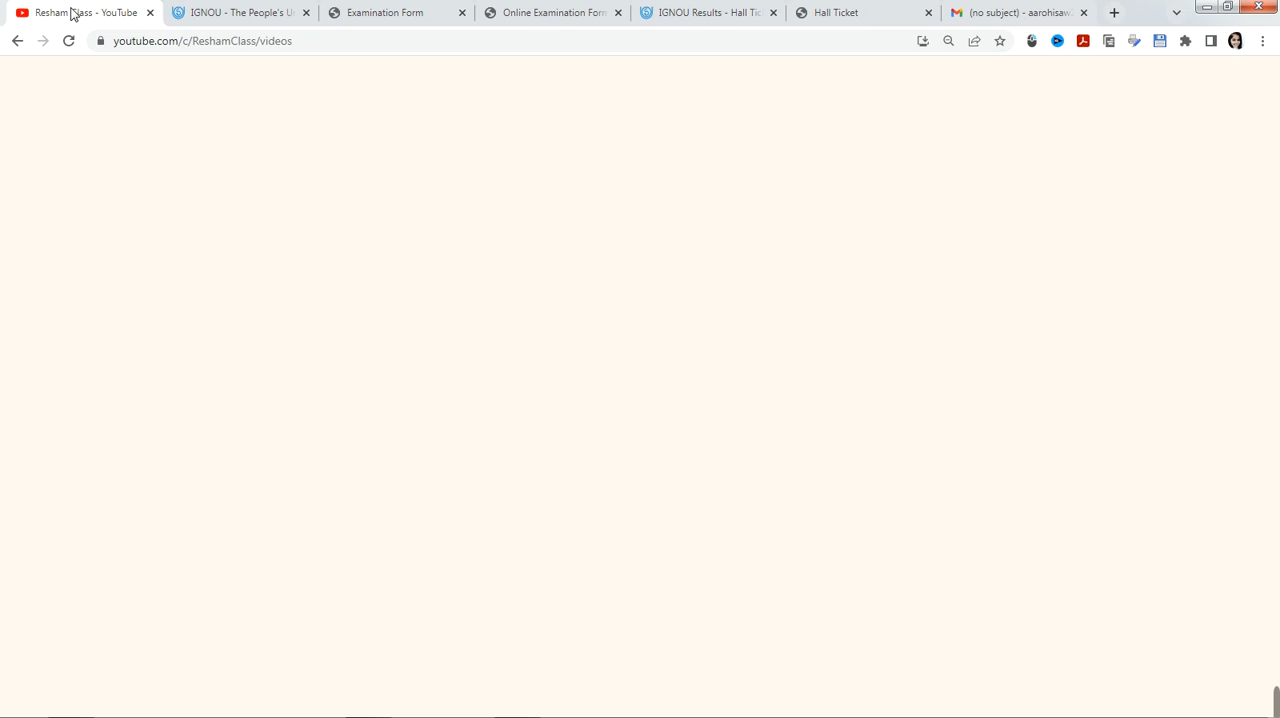 Resham Class - YouTube
IGNOU - The People's U
Examination Form
Online Examination Form
IGNOU Results - Hall Tic
Hall Ticket
(no subject) - aarohisaw
youtube.com/c/ReshamClass/videos